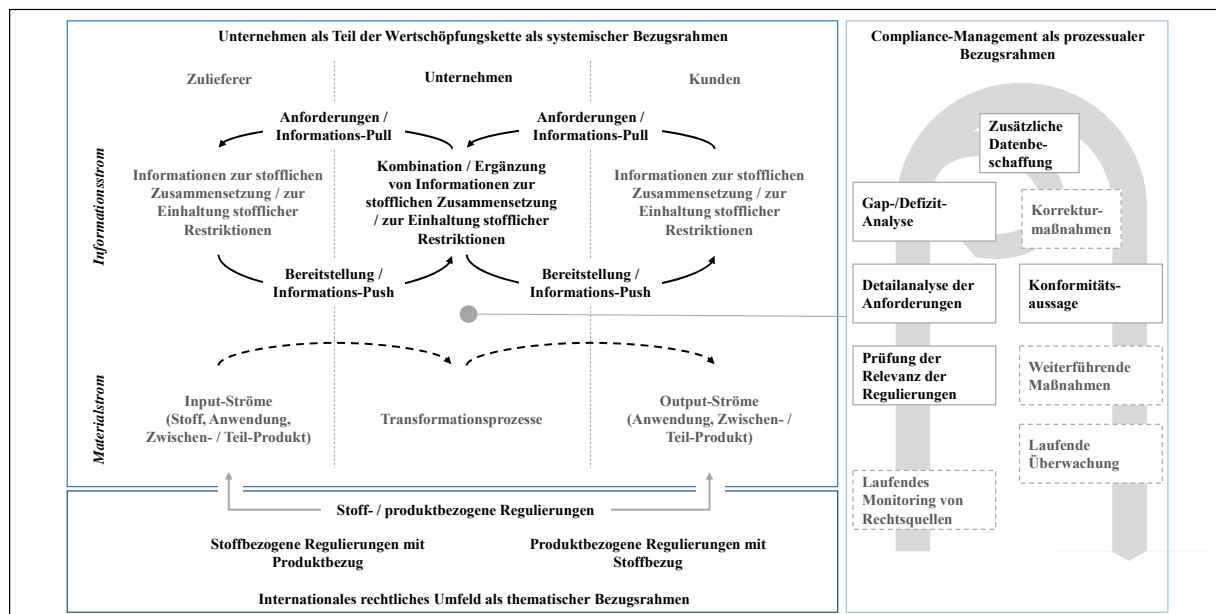 Unternehmen als Teil der Wertschöpfungskette als systemischer Bezugsrahmen
Zulieferer
Unternehmen
Kunden
Informationsstrom
Anforderungen /
Informations-Pull
Anforderungen /
Informations-Pull
Informationen zur stofflichen
Zusammensetzung / zur
Einhaltung stofflicher
Restriktionen
Kombination / Ergänzung
von Informationen zur
stofflichen Zusammensetzung
/ zur Einhaltung stofflicher
Restriktionen
Informationen zur stofflichen
Zusammensetzung / zur
Einhaltung stofflicher
Restriktionen
Bereitstellung /
Informations-Push
Bereitstellung /
Informations-Push
Materialstrom
Input-Ströme
(Stoff, Anwendung,
Zwischen- / Teil-Produkt)
Transformationsprozesse
Output-Ströme
(Anwendung, Zwischen- /
Teil-Produkt)
Stoff- / produktbezogene Regulierungen
Stoffbezogene Regulierungen mit
Produktbezug
Produktbezogene Regulierungen mit
Stoffbezug
Internationales rechtliches Umfeld als thematischer Bezugsrahmen
Compliance-Management als prozessualer
Bezugsrahmen
Zusätzliche
Datenbe-
schaffung
Gap-/Defizit-
Analyse
Korrektur-
maßnahmen
Detailanalyse der
Anforderungen
Konformitäts-
aussage
Prüfung der
Relevanz der
Regulierungen
Weiterführende
Maßnahmen
Laufende
Überwachung
Laufendes
Monitoring von
Rechtsquellen